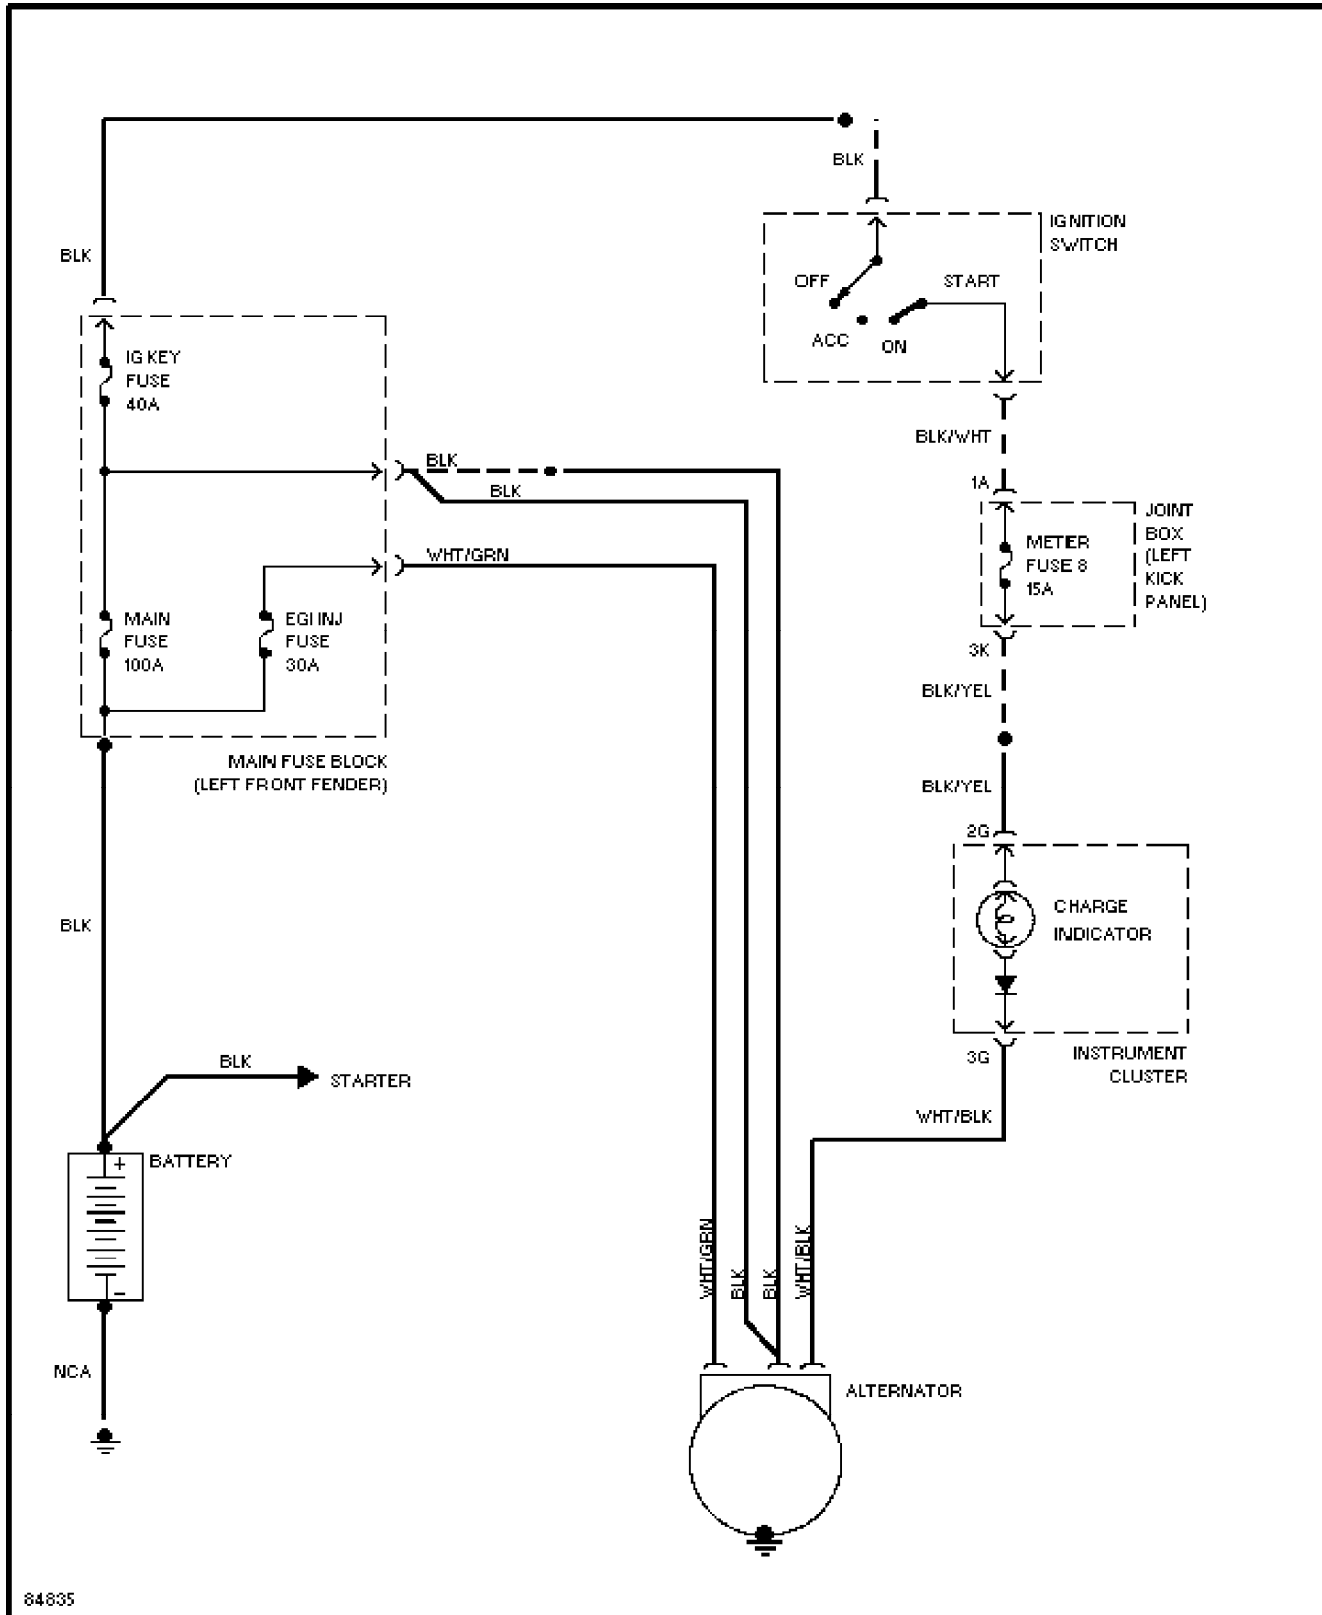 BLK
IGNITION
SWITCH
BLK
OFF
START
ACC
ON
IG KEY
FUSE
40A
BLK/WHT
BLK
1A
BLK
JOINT
BOX
(LEFT
KICK
PANEL)
METER
FUSE 8
15A
WHT/GRN
MAIN
FUSE
100A
EGI INJ
FUSE
30A
3K
BLK/YEL
MAIN FUSE BLOCK
(LEFT FRONT FENDER)
BLK/YEL
2G
BLK
CHARGE
INDICATOR
BLK
STARTER
3G
INSTRUMENT
CLUSTER
WHT/BLK
BATTERY
+
-
WHT/GRN
BLK
BLK
WHT/BLK
NCA
ALTERNATOR
84835